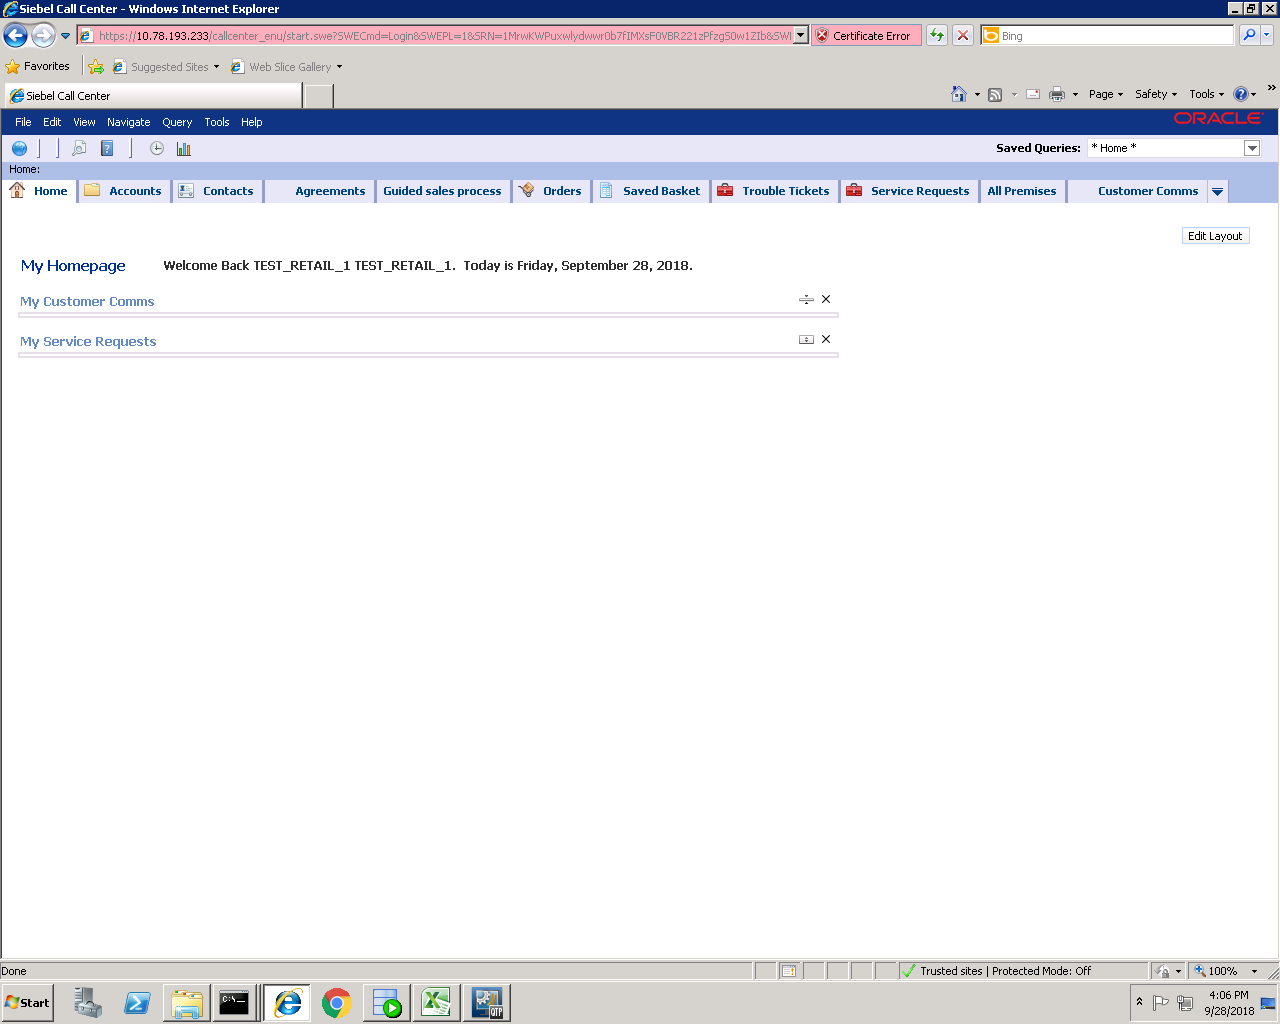 Siebel Call Center - Windows Internet Explorer
https://10.78.193.233/callcenter_enu/start.swe?SWECmd=Login&SWEPL=1&SRN=
Certificate Error
Bing
Favorites
Suggested Sites
Web Slice Gallery
Siebel Call Center
Page
Safety
Tools
File Edit View Navigate Query Tools Help
ORACLE
Saved Queries: * Home *
Home:
Home Accounts Contacts Agreements Guided sales process Orders Saved Basket Trouble Tickets Service Requests All Premises Customer Comms
Edit Layout
My Homepage Welcome Back TEST_RETAIL_1 TEST_RETAIL_1. Today is Friday, September 28, 2018.
My Customer Comms
My Service Requests
Done
Trusted sites | Protected Mode: Off
100%
Start
C:\.
QTP
4:06 PM
9/28/2018